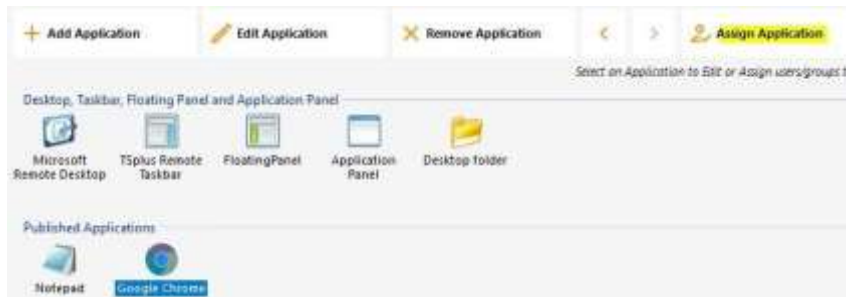 Add Application
Edit Application
Remove Application
Assign Application
Select an Application to Edit or Assign users/groups t
Desktop, Taskbar, Floating Panel and Application Panel
Microsoft
Remote Desktop
TSplus Remote
Taskbar
FloatingPanel
Application
Panel
Desktop folder
Published Applications
Notepad
Google Chrome